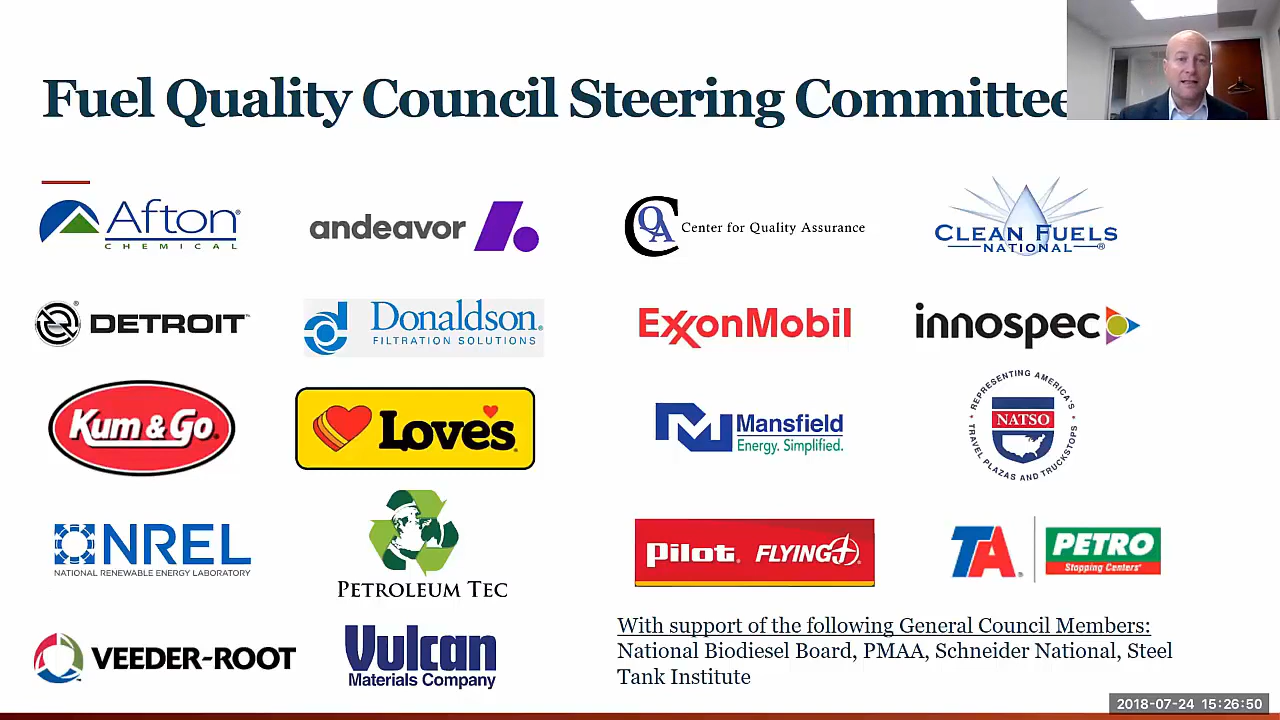 Fuel Quality Council Steering Committee
Afton®
CHEMICAL
andeavor
CQA Center for Quality Assurance
CLEAN FUELS
NATIONAL®
DETROIT™
Donaldson®
FILTRATION SOLUTIONS
ExxonMobil
innospec
Kum & Go®
Love's®
Mansfield
Energy. Simplified.
REPRESENTING AMERICA'S
NATSO
TRAVEL PLAZAS AND TRUCKSTOPS
NREL
NATIONAL RENEWABLE ENERGY LABORATORY
PETROLEUM TEC
Pilot® FLYING J®
TA® PETRO
Stopping Centers®
VEEDER-ROOT
Vulcan
Materials Company
With support of the following General Council Members:
National Biodiesel Board, PMAA, Schneider National, Steel
Tank Institute
2018-07-24 15:26:50